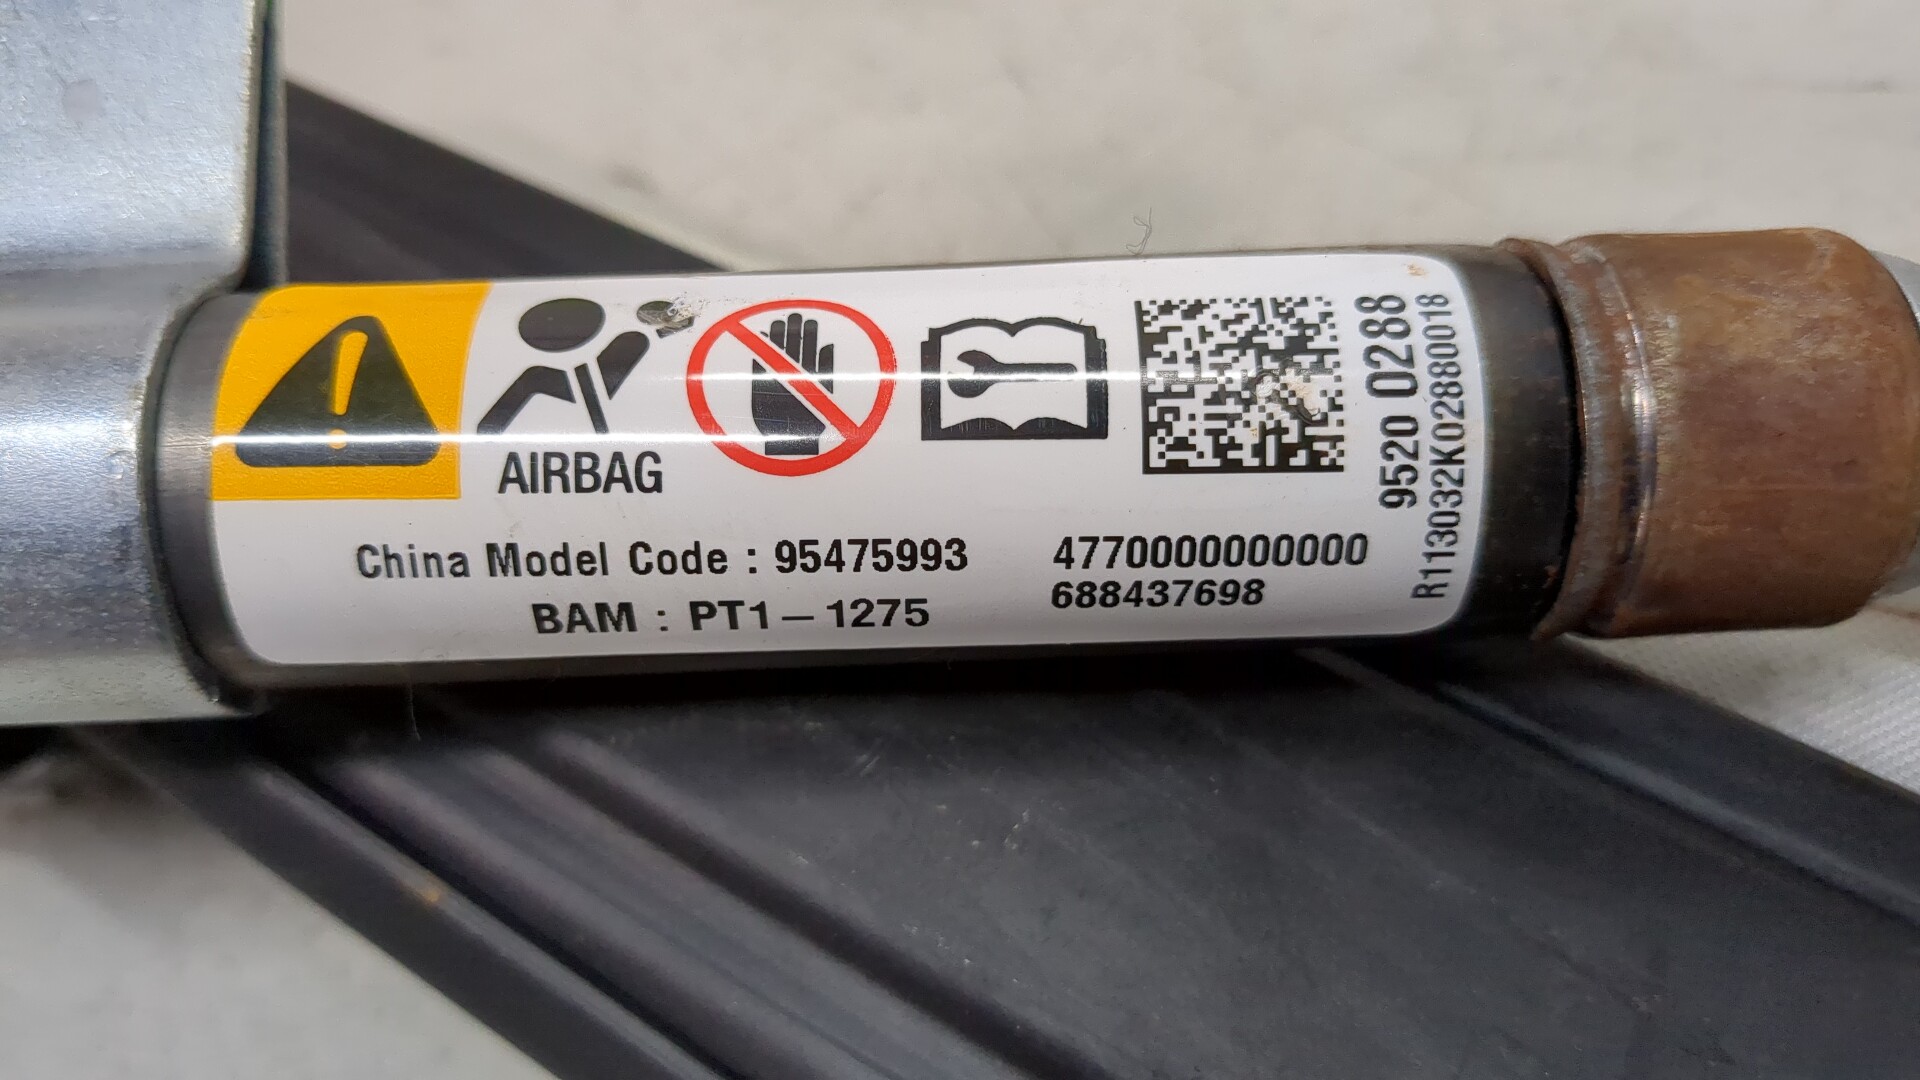 AIRBAG
China Model Code : 95475993
BAM : PT1-1275
4770000000000
688437698
9520 0288
R113032K02880018